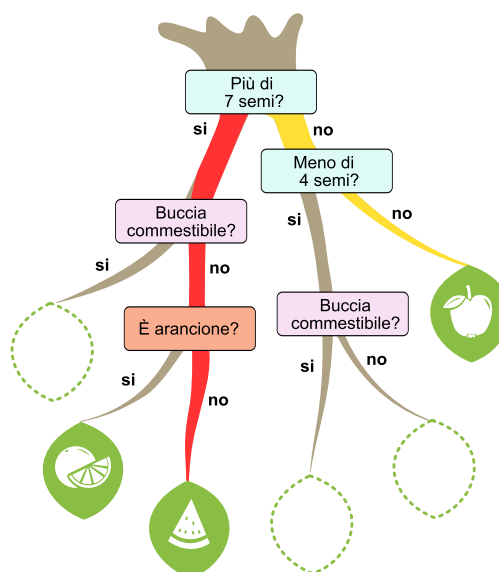 Più di
7 semi?
si
no
Meno di
4 semi?
Buccia
commestibile?
si
no
si
no
Buccia
commestibile?
È arancione?
si
no
si
no